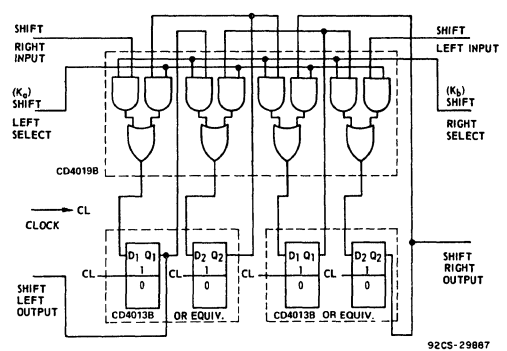 SHIFT
RIGHT
INPUT
SHIFT
LEFT INPUT
(Ka)
SHIFT
LEFT
SELECT
(Kb)
SHIFT
RIGHT
SELECT
CD4019B
CL
CLOCK
D1 Q1
1
0
D2 Q2
1
0
D1 Q1
1
0
D2 Q2
1
0
CL
CL
CL
CL
SHIFT
LEFT
OUTPUT
CD4013B OR EQUIV.
CD4013B OR EQUIV.
SHIFT
RIGHT
OUTPUT
92CS-29887